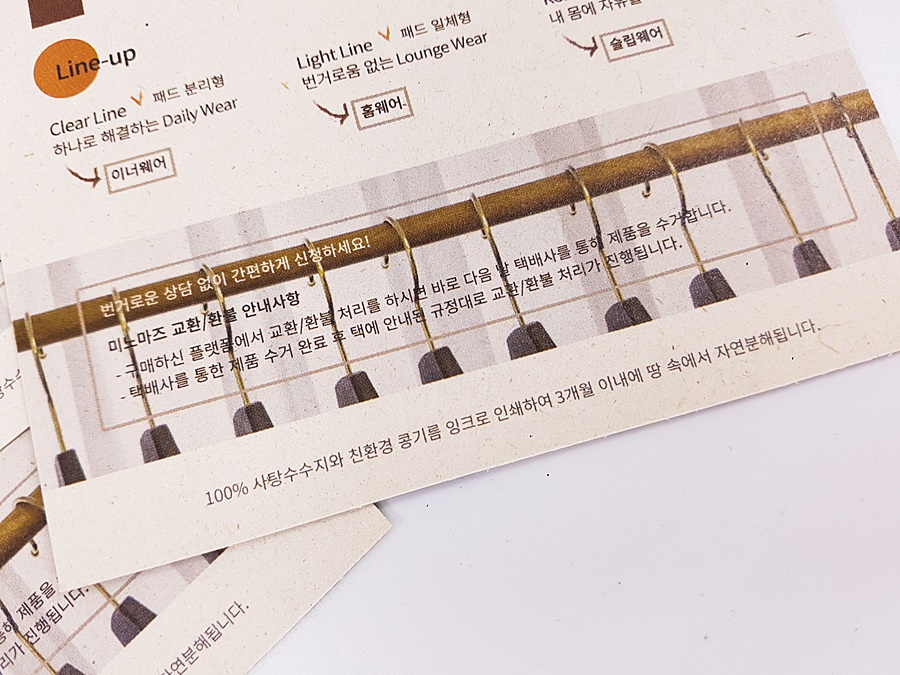 Line-up
Clear Line 패드 분리형
하나로 해결하는 Daily Wear
이너웨어
Light Line 패드 일체형
번거로움 없는 Lounge Wear
홈웨어
내 몸에 자유를
슬립웨어
번거로운 상담 없이 간편하게 신청하세요!
미노마즈 교환/환불 안내사항
- 구매하신 플랫폼에서 교환/환불 처리를 하시면 바로 다음 날 택배사를 통해 제품을 수거합니다.
- 택배사를 통한 제품 수거 완료 후 택에 안내된 규정대로 교환/환불 처리가 진행됩니다.
100% 사탕수수지와 친환경 콩기름 잉크로 인쇄하여 3개월 이내에 땅 속에서 자연분해됩니다.
통해 제품을
리가 진행됩니다.
자연분해됩니다.